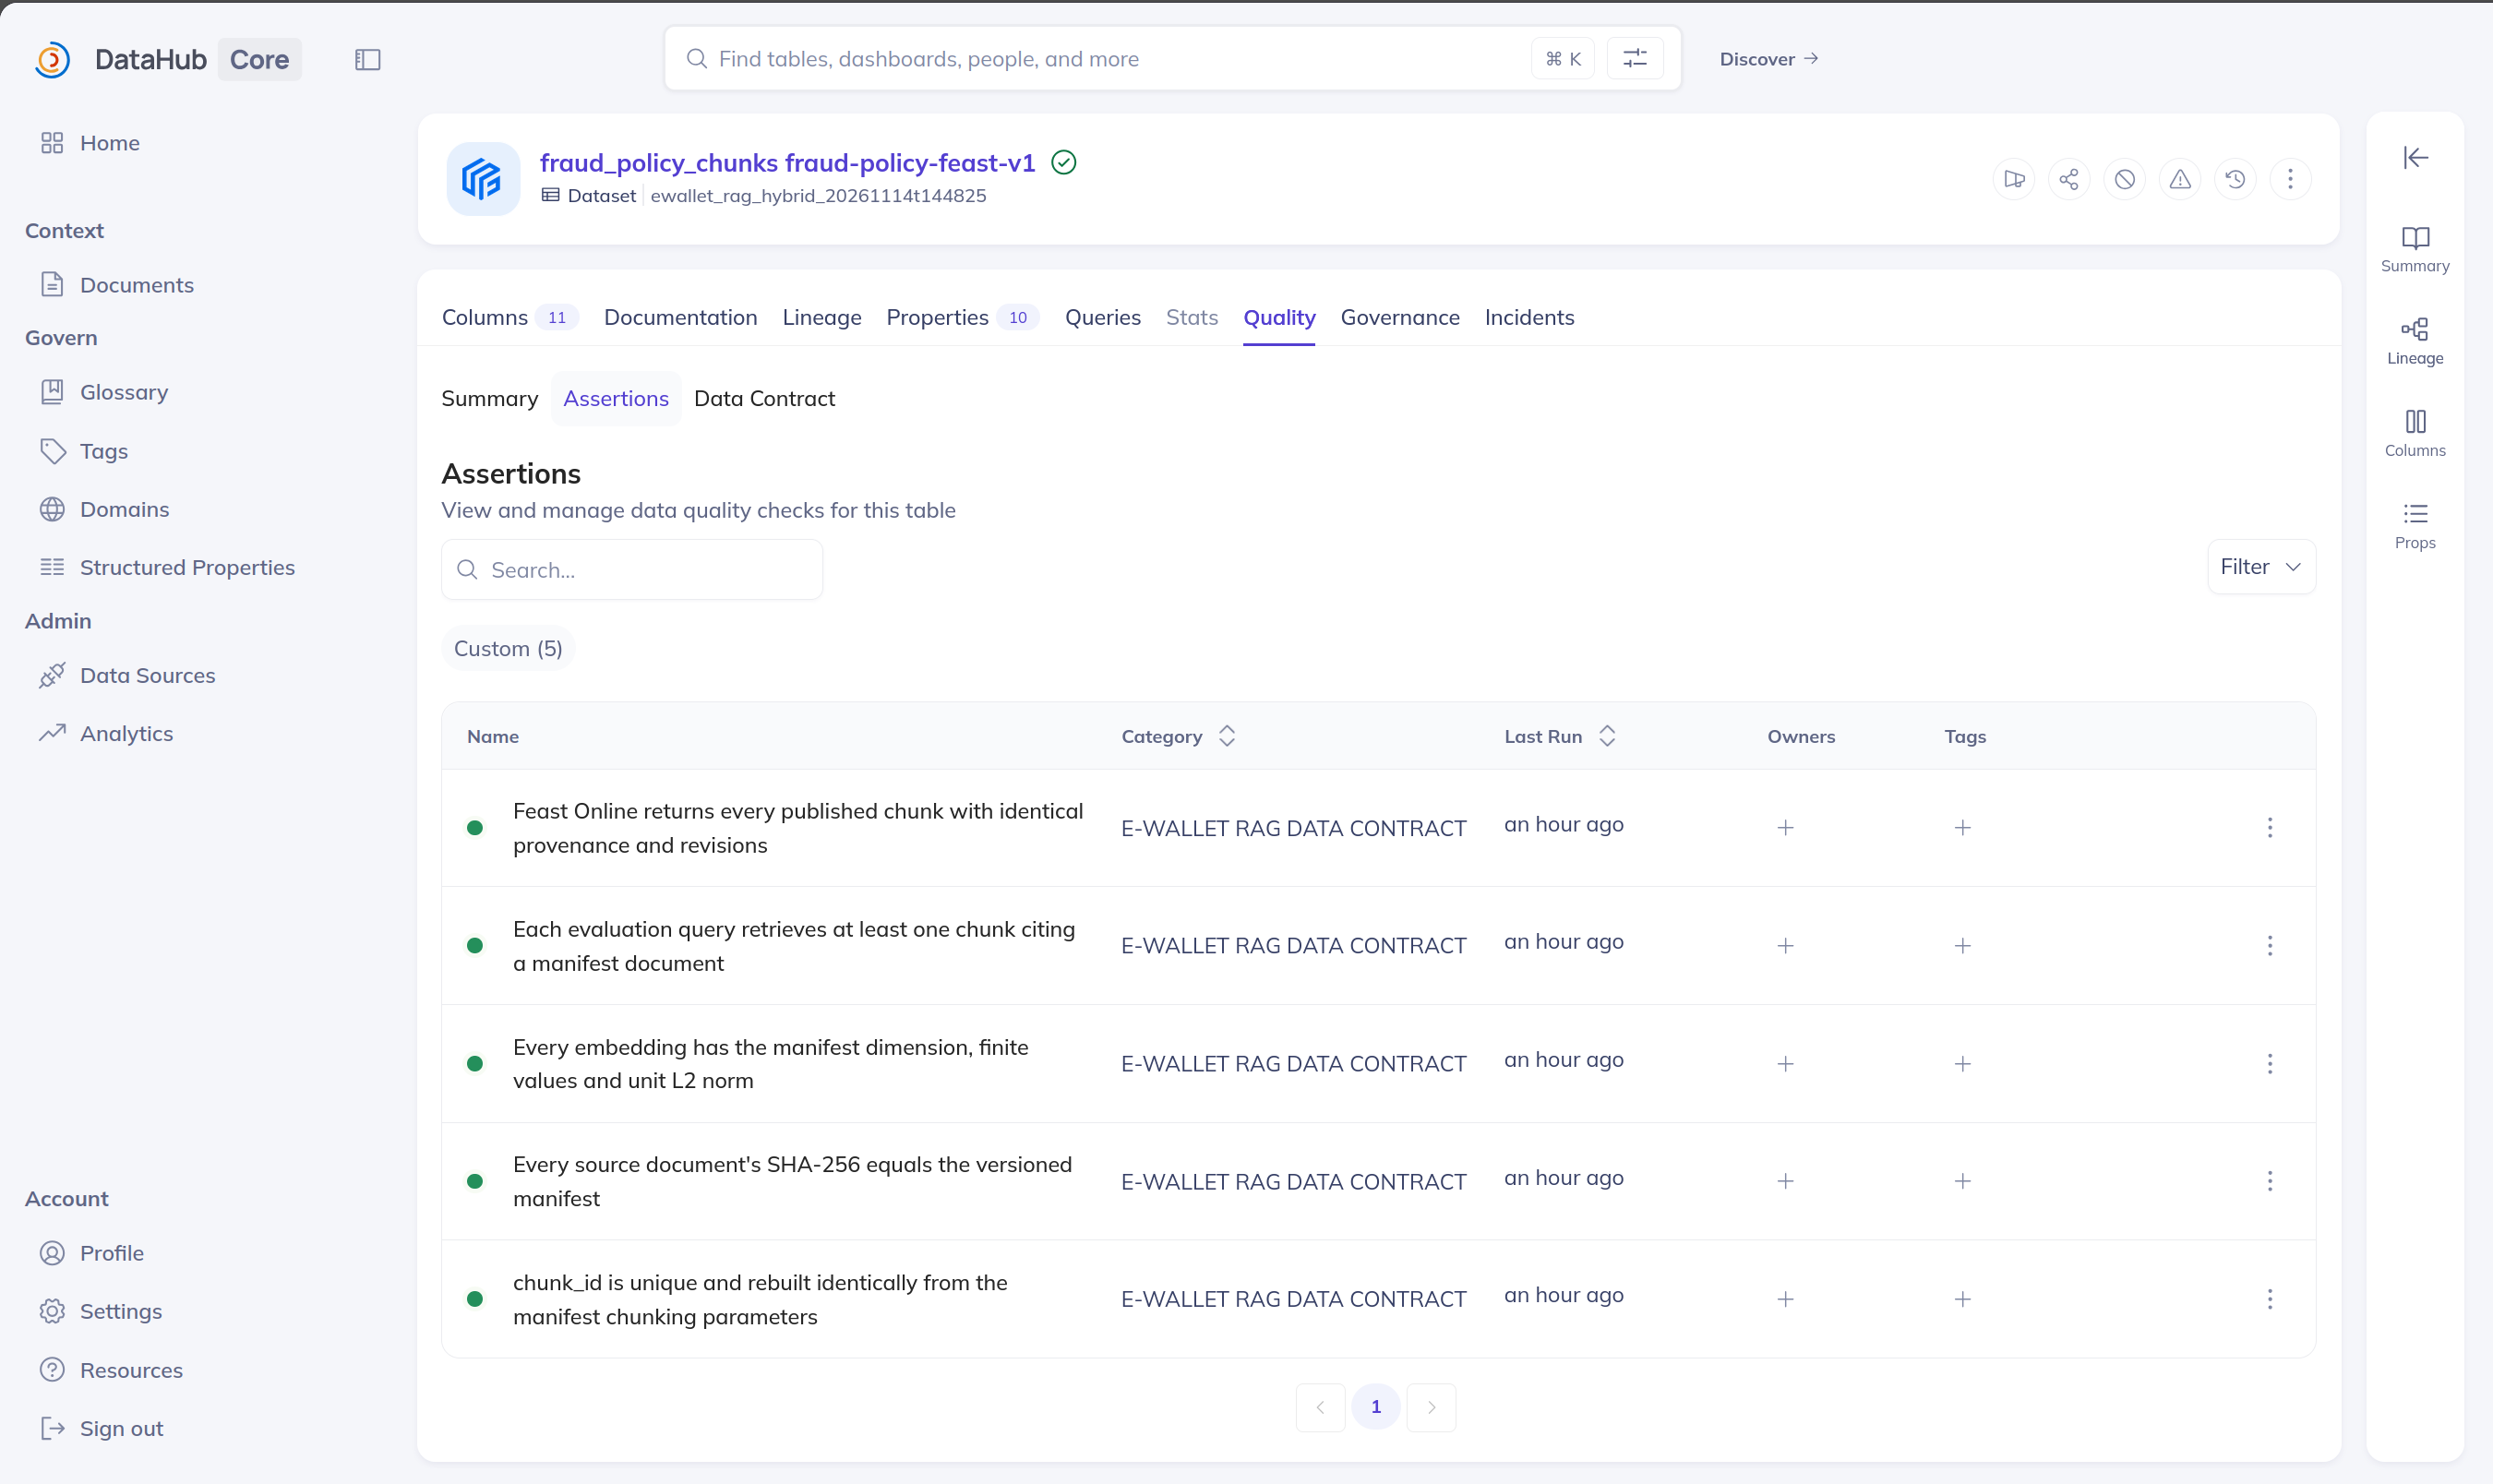 DataHub Core
Find tables, dashboards, people, and more
⌘ K
Discover →
Home
Context
Documents
Govern
Glossary
Tags
Domains
Structured Properties
Admin
Data Sources
Analytics
Account
Profile
Settings
Resources
Sign out
fraud_policy_chunks fraud-policy-feast-v1
Dataset ewallet_rag_hybrid_20261114t144825
Columns 11 Documentation Lineage Properties 10 Queries Stats Quality Governance Incidents
Summary Assertions Data Contract
Assertions
View and manage data quality checks for this table
Search...
Filter
Custom (5)
Name Category Last Run Owners Tags
Feast Online returns every published chunk with identical
provenance and revisions
E-WALLET RAG DATA CONTRACT
an hour ago
Each evaluation query retrieves at least one chunk citing
a manifest document
E-WALLET RAG DATA CONTRACT
an hour ago
Every embedding has the manifest dimension, finite
values and unit L2 norm
E-WALLET RAG DATA CONTRACT
an hour ago
Every source document's SHA-256 equals the versioned
manifest
E-WALLET RAG DATA CONTRACT
an hour ago
chunk_id is unique and rebuilt identically from the
manifest chunking parameters
E-WALLET RAG DATA CONTRACT
an hour ago
1
Summary
Lineage
Columns
Props